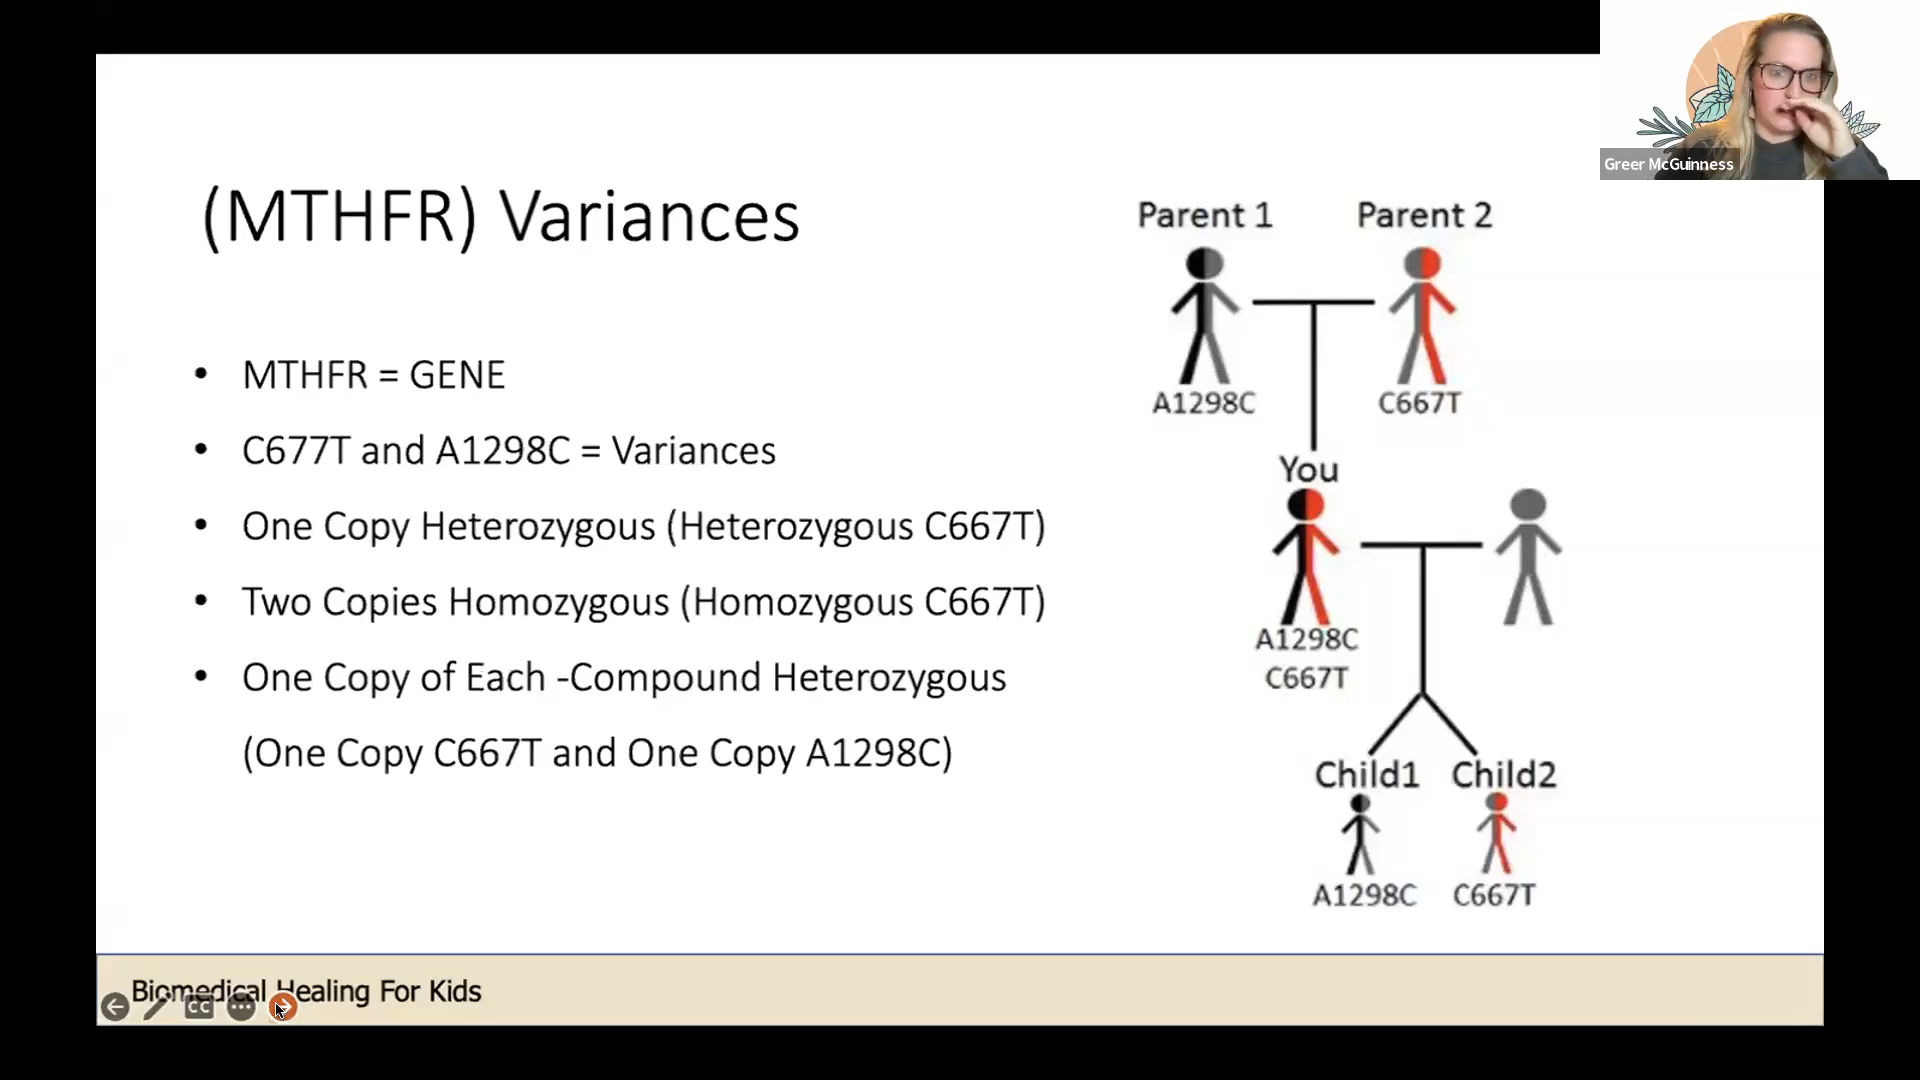 Greer McGuinness
(MTHFR) Variances
• MTHFR = GENE
• C677T and A1298C = Variances
• One Copy Heterozygous (Heterozygous C667T)
• Two Copies Homozygous (Homozygous C667T)
• One Copy of Each -Compound Heterozygous
(One Copy C667T and One Copy A1298C)
Parent 1 Parent 2
A1298C C667T
You
A1298C
C667T
Child1 Child2
A1298C C667T
Biomedical Healing For Kids
CC